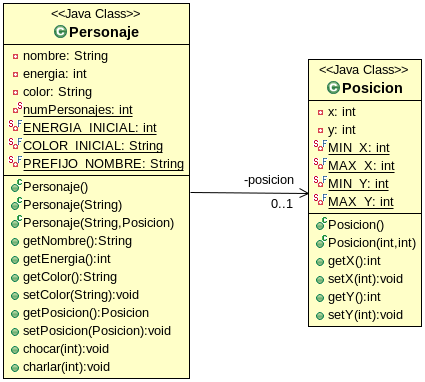 <<Java Class>>
Personaje
nombre: String
energia: int
color: String
numPersonajes: int
ENERGIA_INICIAL: int
COLOR_INICIAL: String
PREFIJO_NOMBRE: String
Personaje()
Personaje(String)
Personaje(String,Posicion)
getNombre():String
getEnergia():int
getColor():String
setColor(String):void
getPosicion():Posicion
setPosicion(Posicion):void
chocar(int):void
charlar(int):void
-posicion
0..1
<<Java Class>>
Posicion
x: int
y: int
MIN_X: int
MAX_X: int
MIN_Y: int
MAX_Y: int
Posicion()
Posicion(int,int)
getX():int
setX(int):void
getY():int
setY(int):void